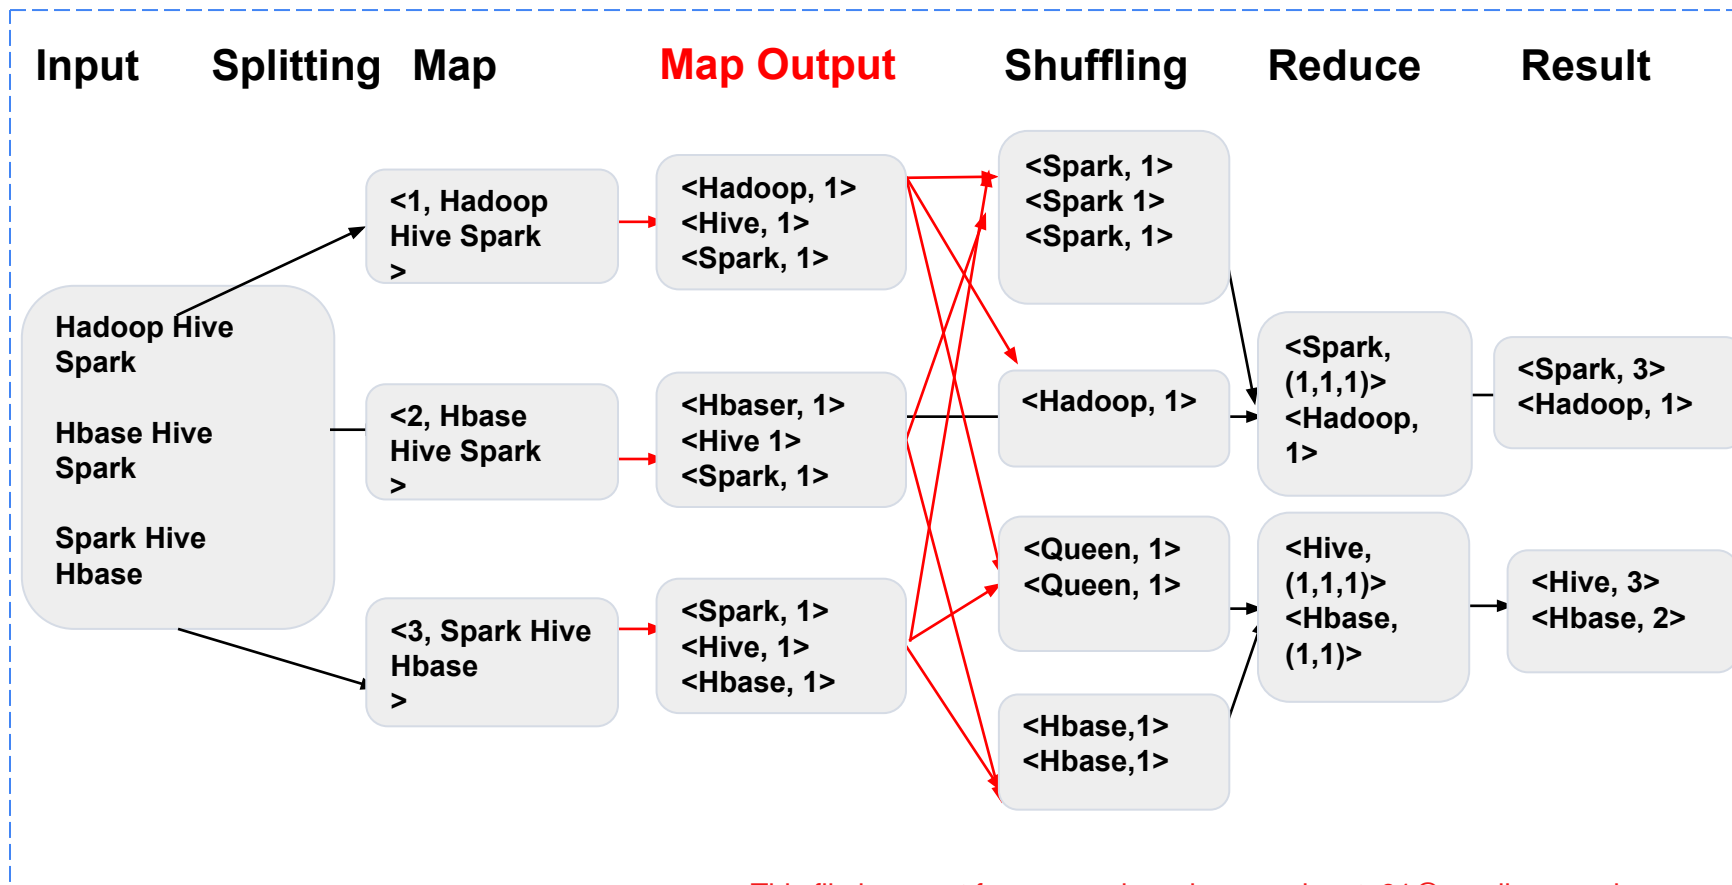 Input Splitting Map Map Output Shuffling Reduce Result
Hadoop Hive
Spark
Hbase Hive
Spark
Spark Hive
Hbase
<1, Hadoop
Hive Spark
>
<2, Hbase
Hive Spark
>
<3, Spark Hive
Hbase
>
<Hadoop, 1>
<Hive, 1>
<Spark, 1>
<Hbaser, 1>
<Hive 1>
<Spark, 1>
<Spark, 1>
<Hive, 1>
<Hbase, 1>
<Spark, 1>
<Spark 1>
<Spark, 1>
<Hadoop, 1>
<Queen, 1>
<Queen, 1>
<Hbase,1>
<Hbase,1>
<Spark,
(1,1,1)>
<Hadoop,
1>
<Hive,
(1,1,1)>
<Hbase,
(1,1)>
<Spark, 3>
<Hadoop, 1>
<Hive, 3>
<Hbase, 2>